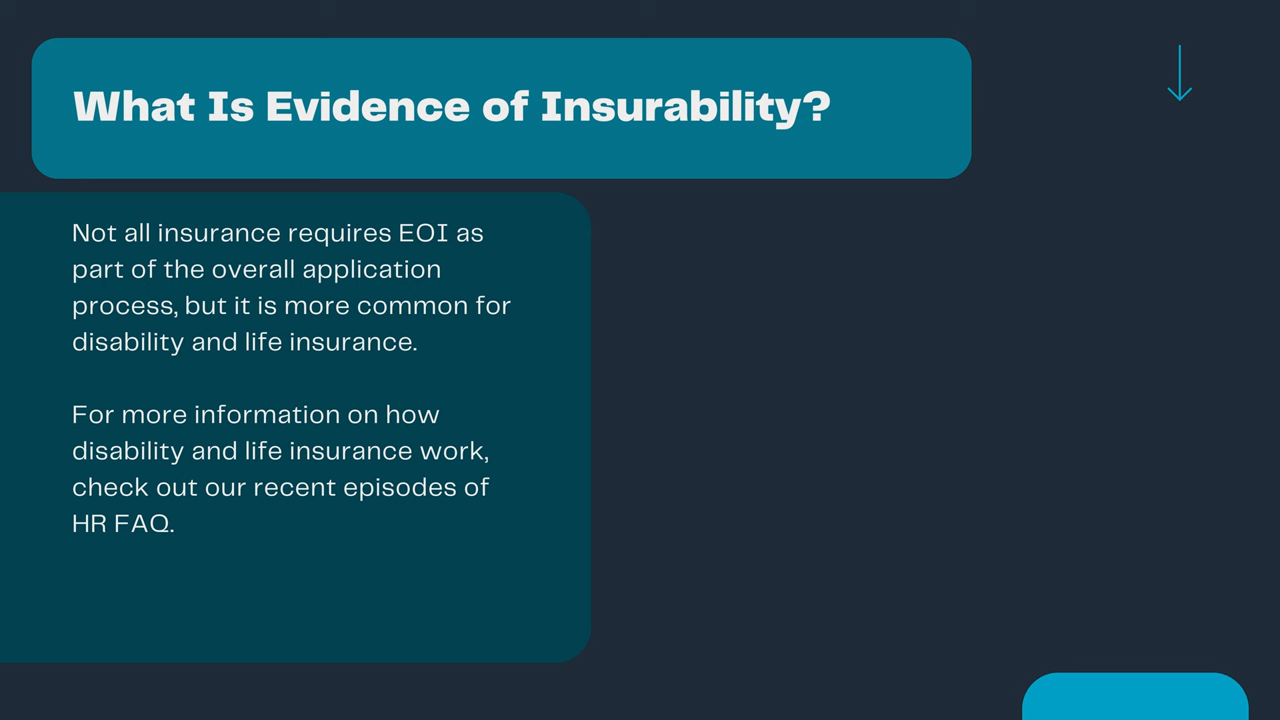 What Is Evidence of Insurability?
Not all insurance requires EOI as
part of the overall application
process, but it is more common for
disability and life insurance.
For more information on how
disability and life insurance work,
check out our recent episodes of
HR FAQ.